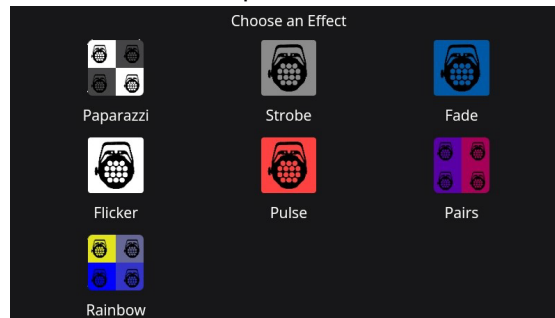 Choose an Effect
Paparazzi
Strobe
Fade
Flicker
Pulse
Pairs
Rainbow